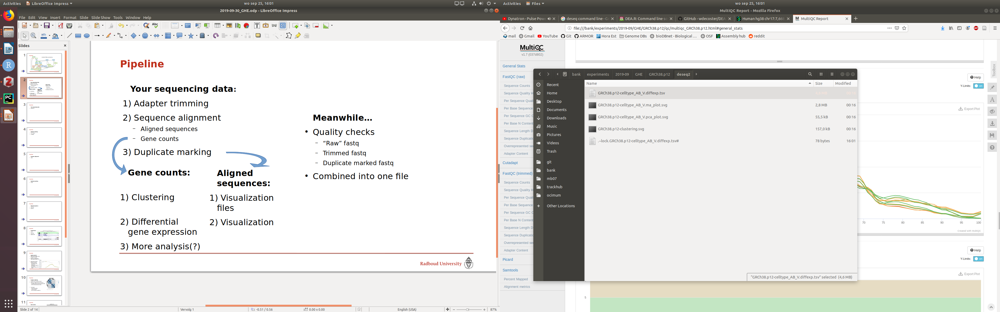 Activities
LibreOffice Impress
wo sep 25, 16:01
2019-09-30_GHE.odp - LibreOffice Impress
File Edit View Insert Format Slide Slide Show Tools Window Help
Slides
1
2
3
4
5
6
7
8
9
10
11
Pipeline
Your sequencing data:
1) Adapter trimming
2) Sequence alignment
– Aligned sequences
– Gene counts
3) Duplicate marking
Gene counts:
1) Clustering
2) Differential
gene expression
3) More analysis(?)
Aligned
sequences:
1) Visualization
files
2) Visualization
Meanwhile…
• Quality checks
– “Raw” fastq
– Trimmed fastq
– Duplicate marked fastq
• Combined into one file
Radboud University
Slide 2 of 14
Vervolg 1
-0.51 / 0.56
0.00 x 0.00
English (USA)
87%
Activities
Files
wo sep 25, 16:01
MultiQC Report - Mozilla Firefox
Dynatron - Pulse Powe
deseq command line - Go
DEA.R: Command line sc
GitHub - wdecoster/DEA
Human hg38 chr17:7,668
MultiQC Report
file:///bank/experiments/2019-09/GHE/GRCh38.p12/qc/multiqc_GRCh38.p12.html#general_stats
mail Gmail YouTube Git ARMOR Hora Est Genome DBs bioDBnet - Biological … OSF Assembly hub reddit
MultiQC
v1.7 (037d802)
General Stats
FastQC (raw)
Sequence Counts
Sequence Quality H
Per Sequence Quali
Per Base Sequence
Per Sequence GC C
Per Base N Content
Sequence Length D
Sequence Duplicatio
Overrepresented se
Adapter Content
Cutadapt
FastQC (trimmed)
Sequence Counts
Sequence Quality H
Per Sequence Quali
Per Base Sequence
Per Sequence GC C
Per Base N Content
Sequence Length D
Sequence Duplicatio
Overrepresented se
Adapter Content
Picard
Samtools
Percent Mapped
Alignment metrics
bank experiments 2019-09 GHE GRCh38.p12 deseq2
Recent
Home
Desktop
Documents
Downloads
Music
Pictures
Videos
Trash
git
bank
mb07
trackhub
ocimum
Other Locations
Name Size Modified
GRCh38.p12-celltype_AB_V.diffexp.tsv
GRCh38.p12-celltype_AB_V.ma_plot.svg 2,8 MB 00:16
GRCh38.p12-celltype_AB_V.pca_plot.svg 55,5 kB 00:16
GRCh38.p12-clustering.svg 157,0 kB 00:16
.~lock.GRCh38.p12-celltype_AB_V.diffexp.tsv# 78 bytes 16:01
"GRCh38.p12-celltype_AB_V.diffexp.tsv" selected (4,6 MB)
Toolbox
Help
Y-Limits: on
Export Plot
70 75 80 85 90 95 100
Created with MultiQC
Help
Y-Limits: on
Export Plot
5